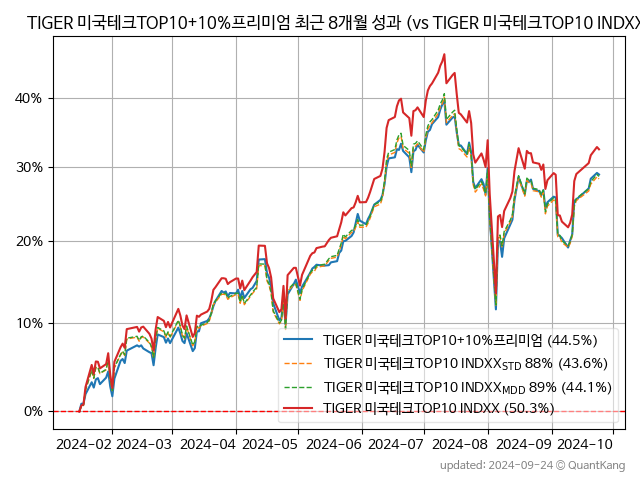 TIGER 미국테크TOP10+10%프리미엄 최근 8개월 성과 (vs TIGER 미국테크TOP10 INDXX
40%
30%
20%
10%
0%
TIGER 미국테크TOP10+10%프리미엄 (44.5%)
TIGER 미국테크TOP10 INDXX_STD 88% (43.6%)
TIGER 미국테크TOP10 INDXX_MDD 89% (44.1%)
TIGER 미국테크TOP10 INDXX (50.3%)
2024-02 2024-03 2024-04 2024-05 2024-06 2024-07 2024-08 2024-09 2024-10
updated: 2024-09-24 © QuantKang